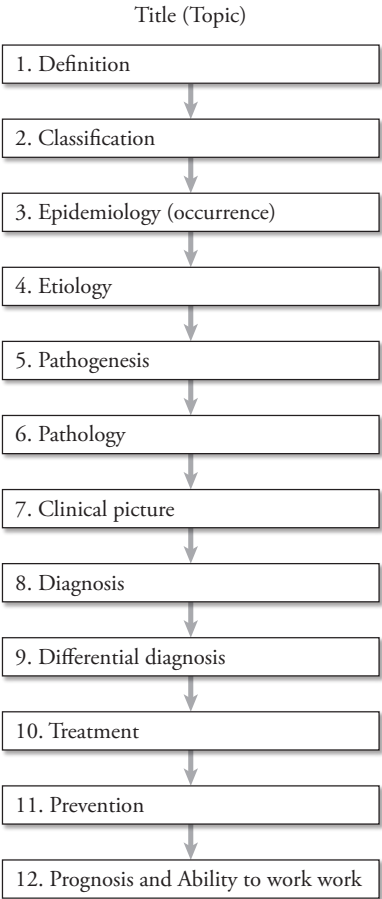 Title (Topic)
1. Definition
2. Classification
3. Epidemiology (occurrence)
4. Etiology
5. Pathogenesis
6. Pathology
7. Clinical picture
8. Diagnosis
9. Differential diagnosis
10. Treatment
11. Prevention
12. Prognosis and Ability to work work